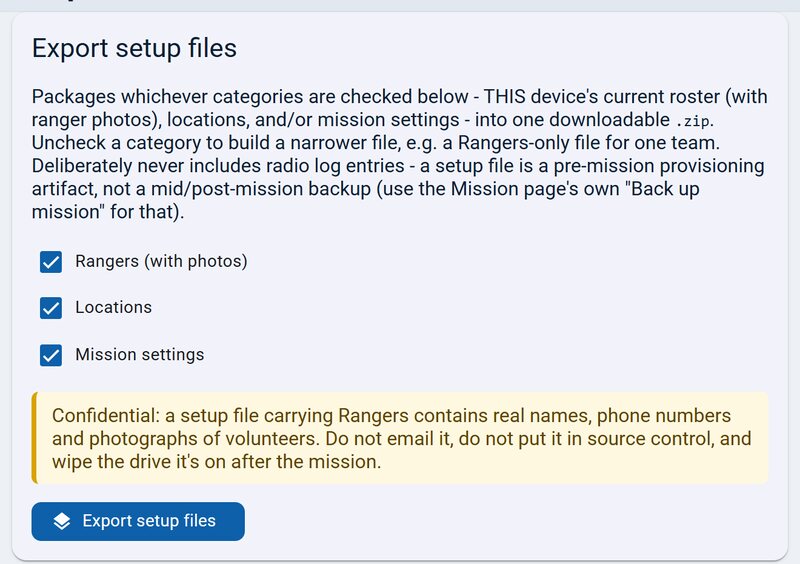 Export setup files
Packages whichever categories are checked below - THIS device's current roster (with
ranger photos), locations, and/or mission settings - into one downloadable .zip.
Uncheck a category to build a narrower file, e.g. a Rangers-only file for one team.
Deliberately never includes radio log entries - a setup file is a pre-mission provisioning
artifact, not a mid/post-mission backup (use the Mission page's own "Back up
mission" for that).
Rangers (with photos)
Locations
Mission settings
Confidential: a setup file carrying Rangers contains real names, phone numbers
and photographs of volunteers. Do not email it, do not put it in source control, and
wipe the drive it's on after the mission.
Export setup files